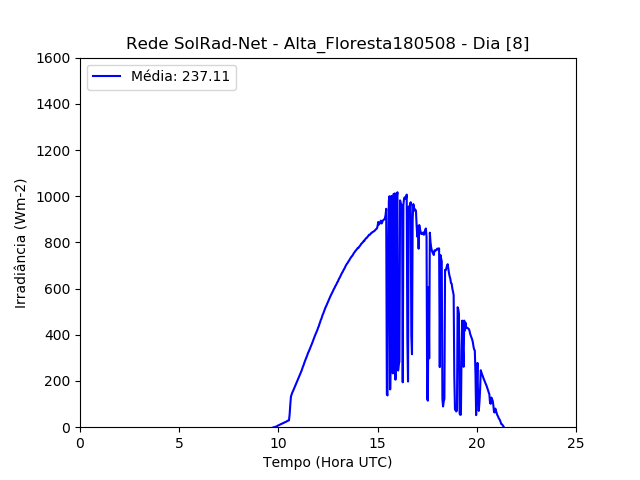 Rede SolRad-Net - Alta_Floresta180508 - Dia [8]
Média: 237.11
Irradiância (Wm-2)
1600
1400
1200
1000
800
600
400
200
0
0 5 10 15 20 25
Tempo (Hora UTC)